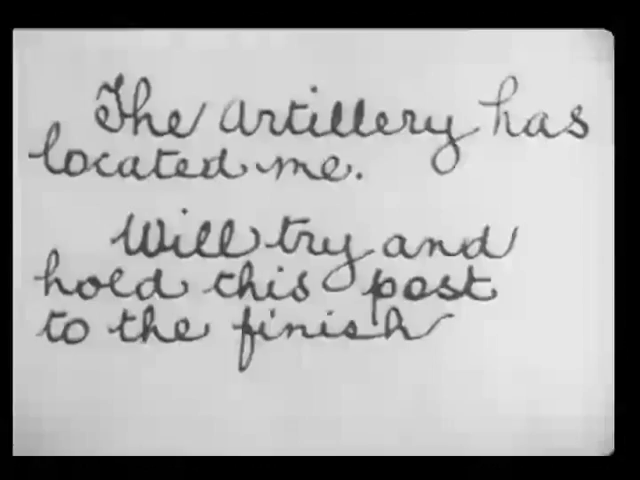 The artillery has
located me.
Will try and
hold this post
to the finish